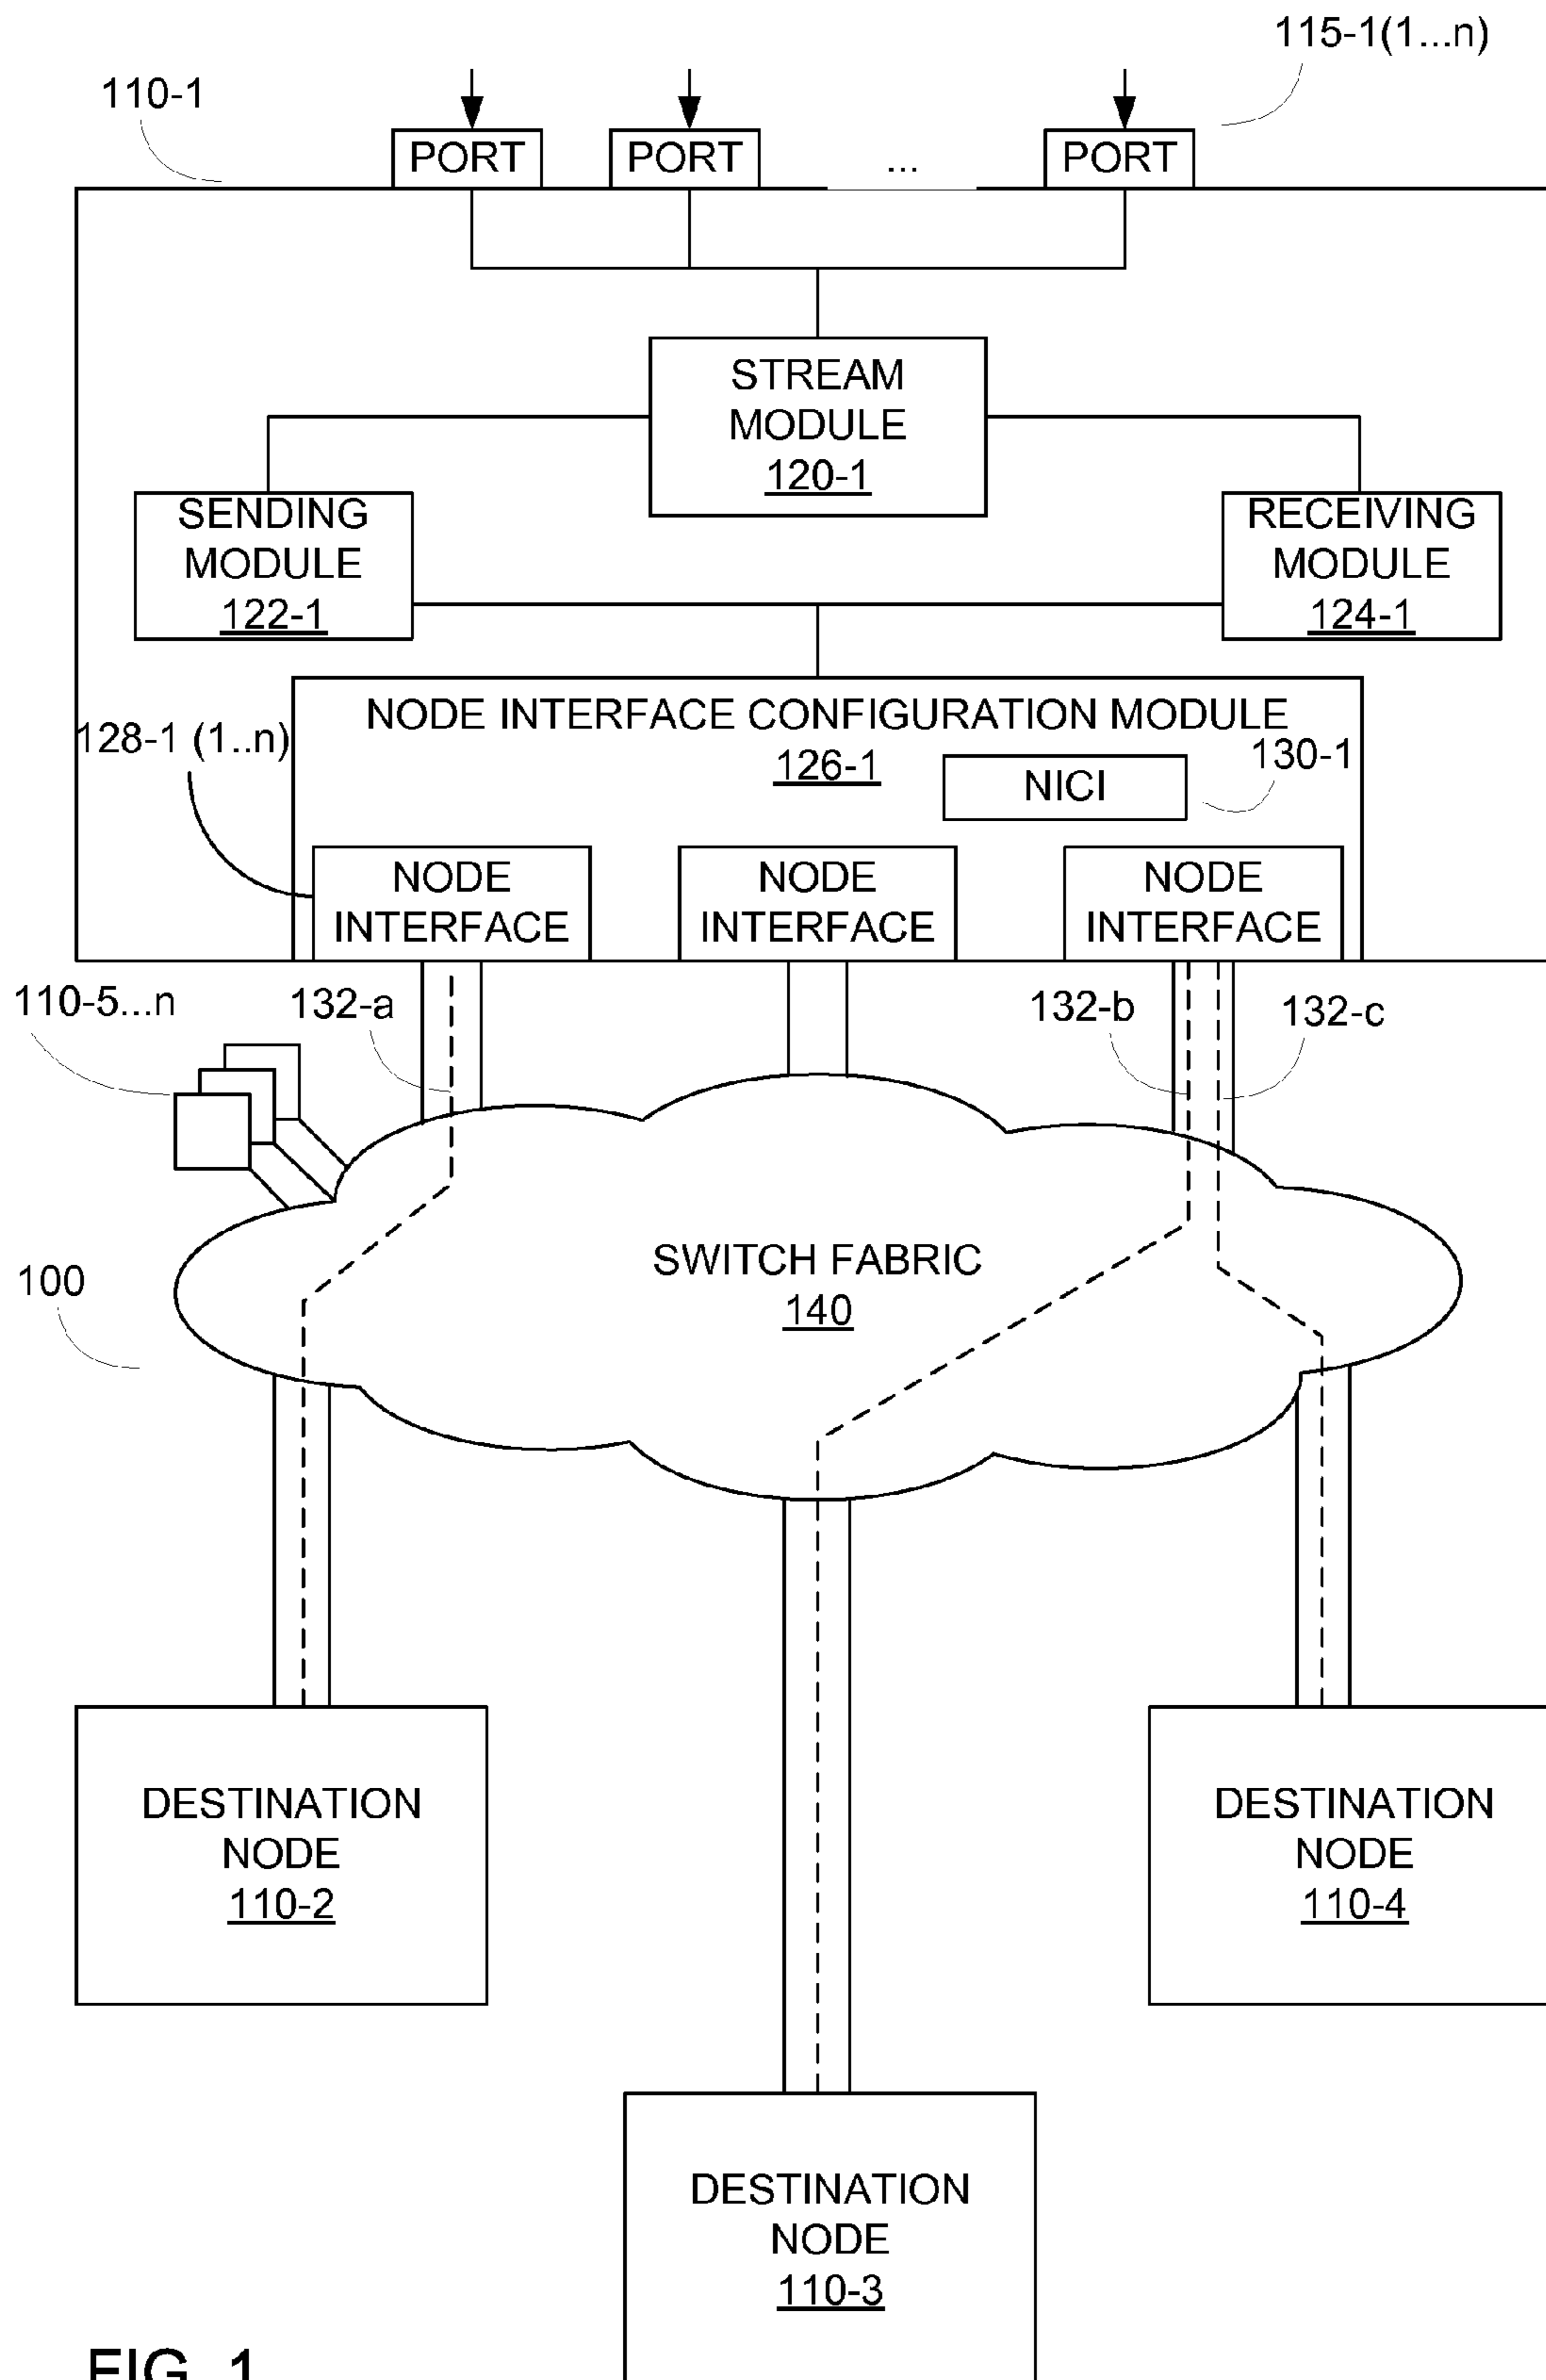 115-1(1...n)
110-1
PORT
PORT
...
PORT
STREAM
MODULE
120-1
SENDING
MODULE
122-1
RECEIVING
MODULE
124-1
NODE INTERFACE CONFIGURATION MODULE
126-1
128-1 (1..n)
130-1
NICI
NODE
INTERFACE
NODE
INTERFACE
NODE
INTERFACE
110-5...n
132-a
132-b
132-c
SWITCH FABRIC
140
100
DESTINATION
NODE
110-2
DESTINATION
NODE
110-4
DESTINATION
NODE
110-3
FIG. 1